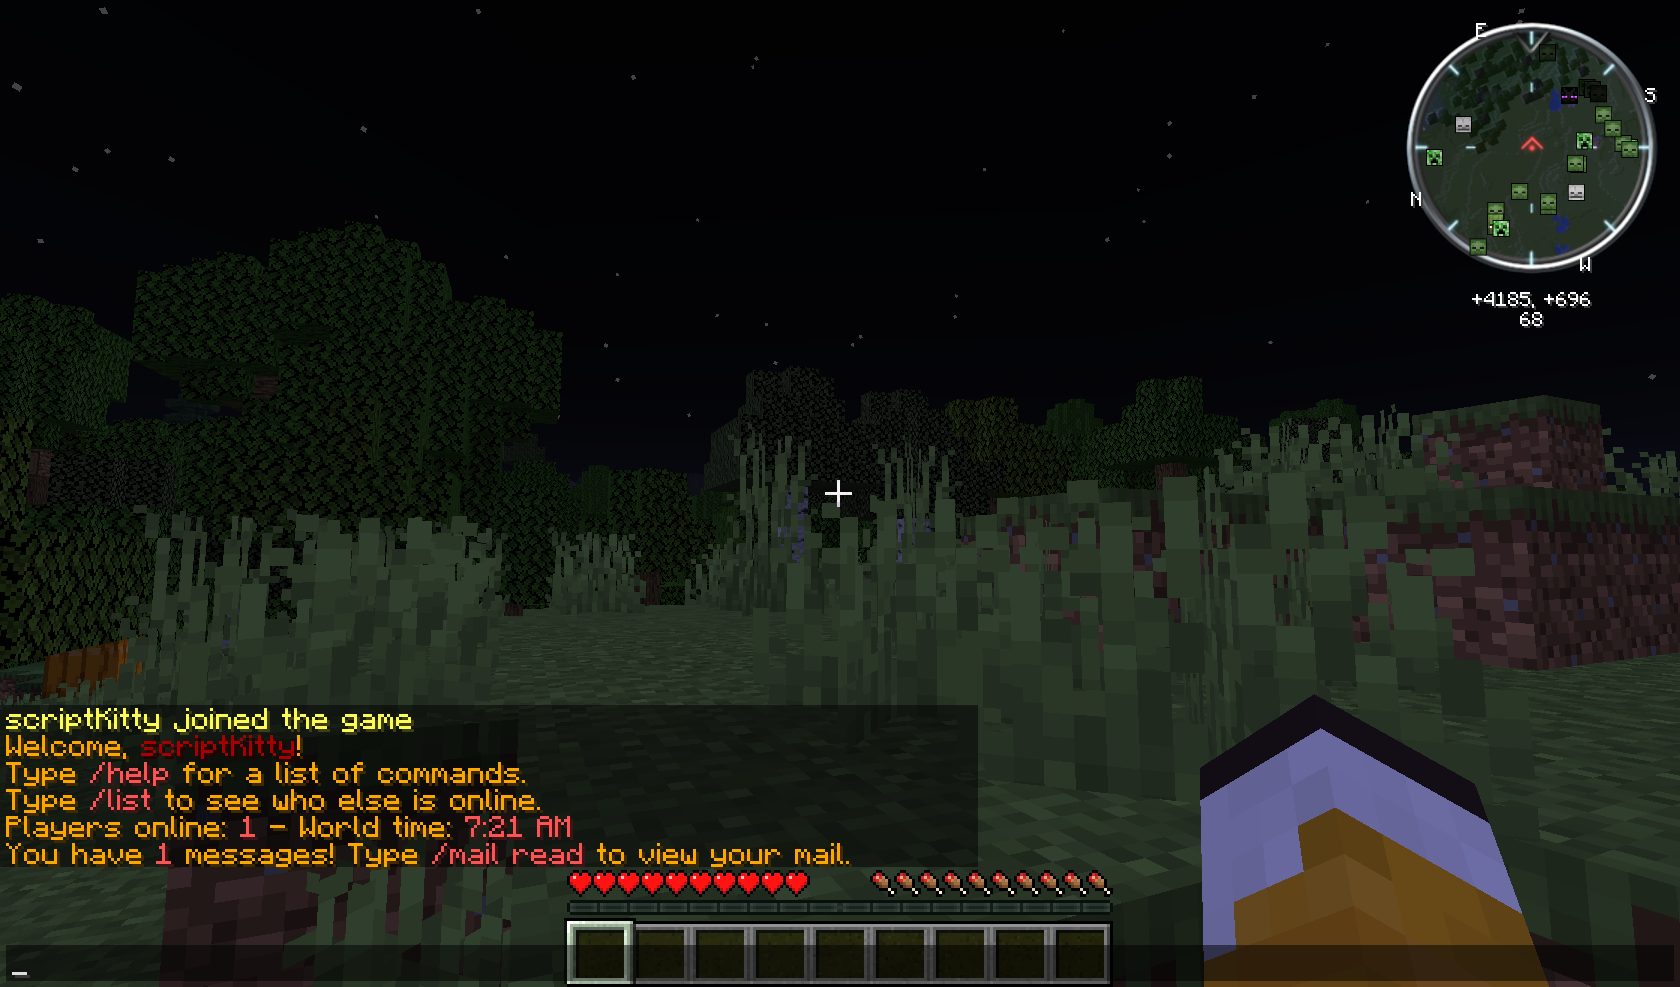 E
S
N
W
+4185, +696
68
scriptKitty joined the game
Welcome, scriptKitty!
Type /help for a list of commands.
Type /list to see who else is online.
Players online: 1 - World time: 7:21 AM
You have 1 messages! Type /mail read to view your mail.
_